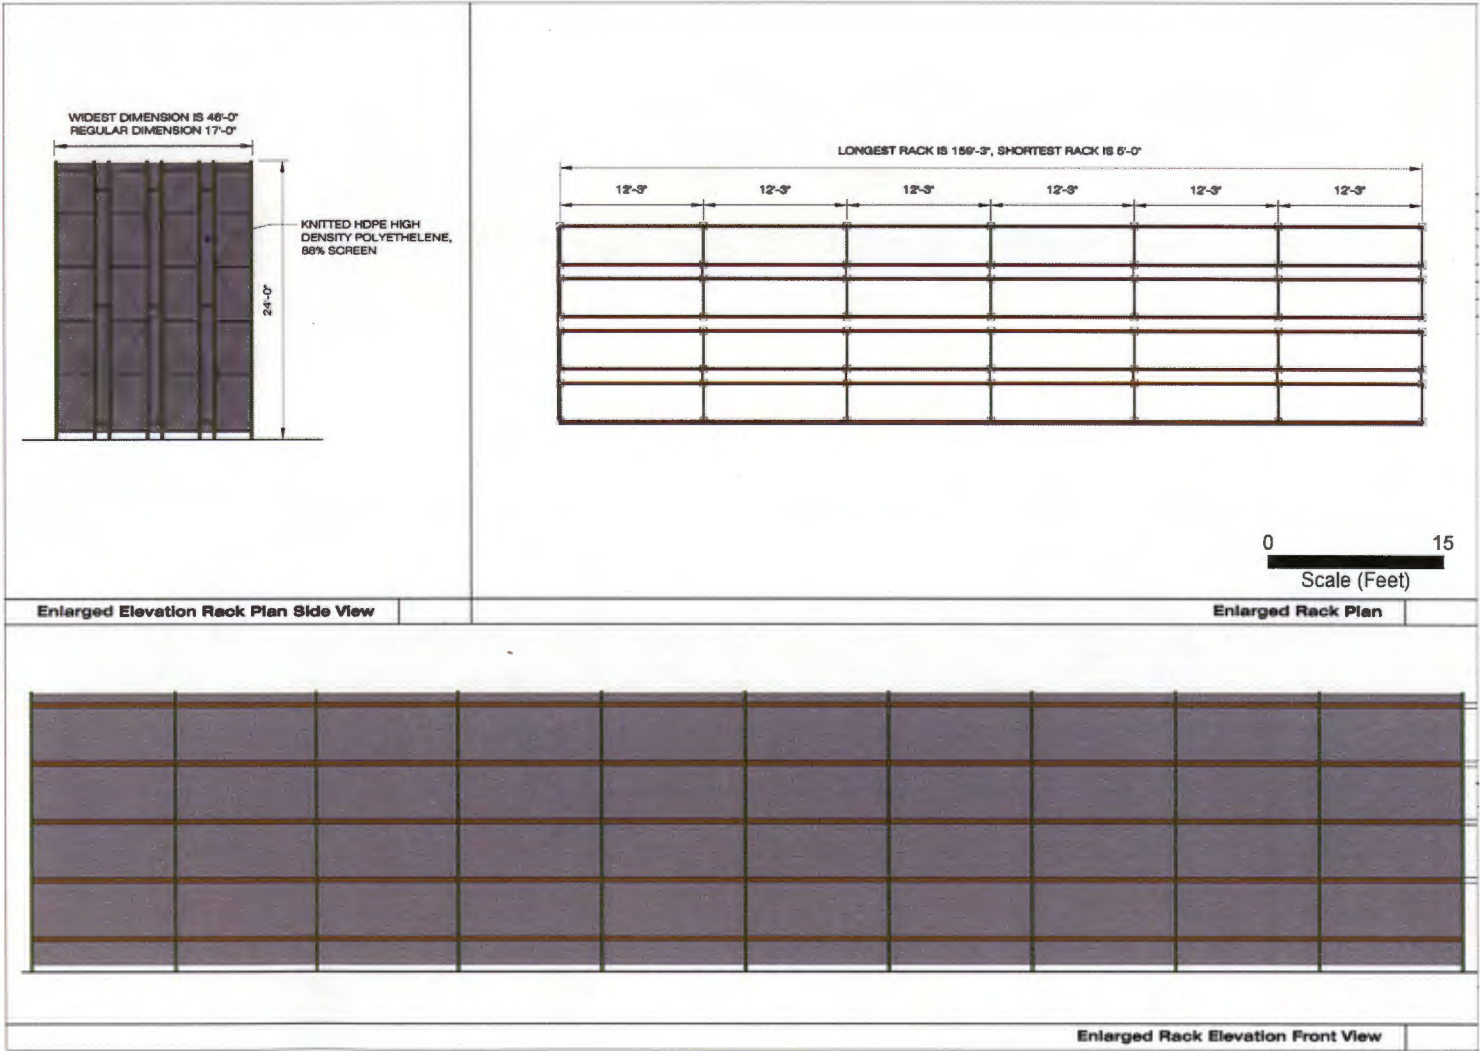 WIDEST DIMENSION IS 46'-0"
REGULAR DIMENSION 17'-0"
KNITTED HDPE HIGH
DENSITY POLYETHELENE,
88% SCREEN
24'-0"
Enlarged Elevation Rack Plan Side View
LONGEST RACK IS 159'-3", SHORTEST RACK IS 5'-0"
12'-3" 12'-3" 12'-3" 12'-3" 12'-3" 12'-3"
0 15
Scale (Feet)
Enlarged Rack Plan
Enlarged Rack Elevation Front View